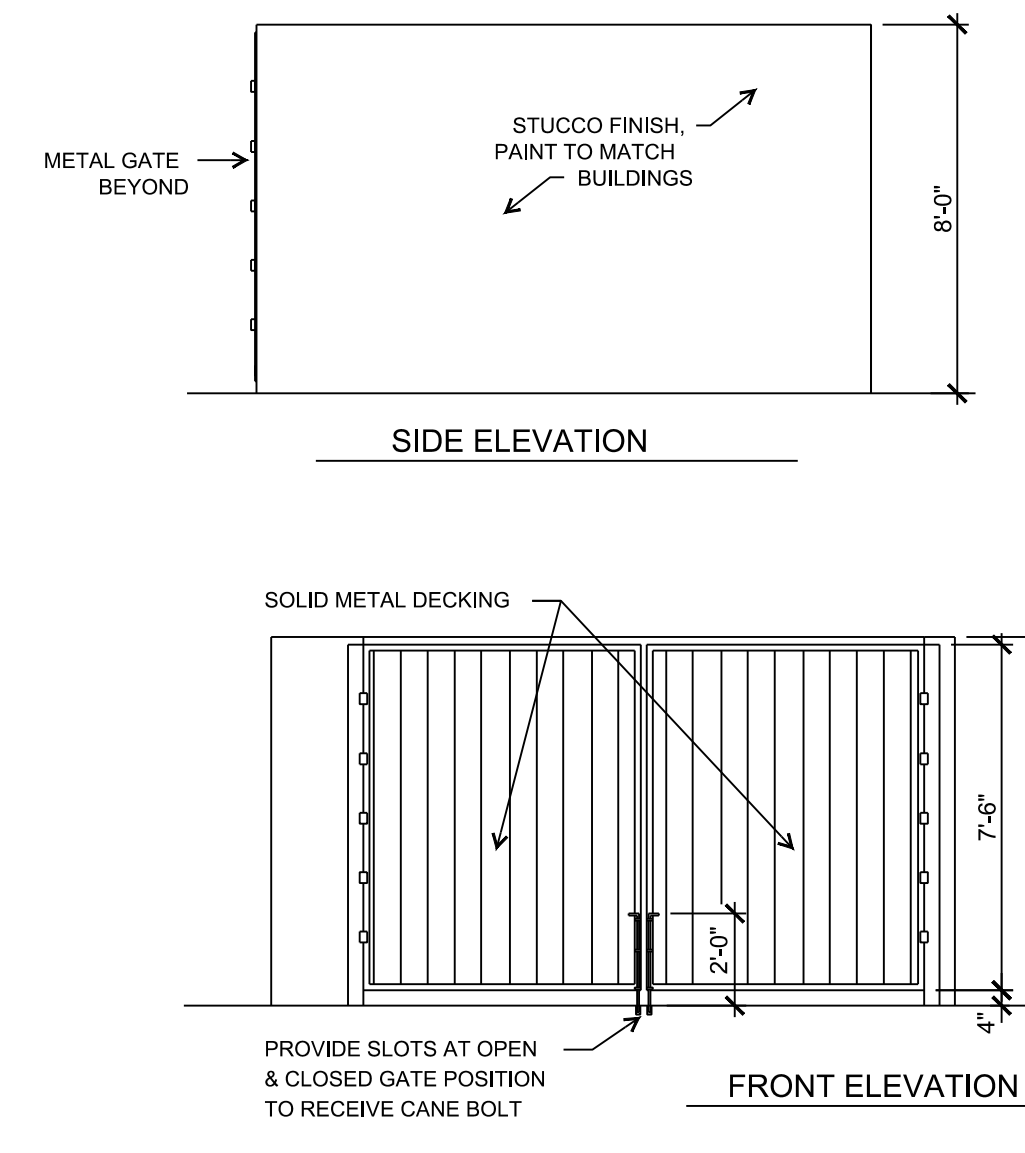 STUCCO FINISH,
PAINT TO MATCH
BUILDINGS
METAL GATE
BEYOND
8'-0"
SIDE ELEVATION
SOLID METAL DECKING
7'-6"
2'-0"
4"
PROVIDE SLOTS AT OPEN
& CLOSED GATE POSITION
TO RECEIVE CANE BOLT
FRONT ELEVATION